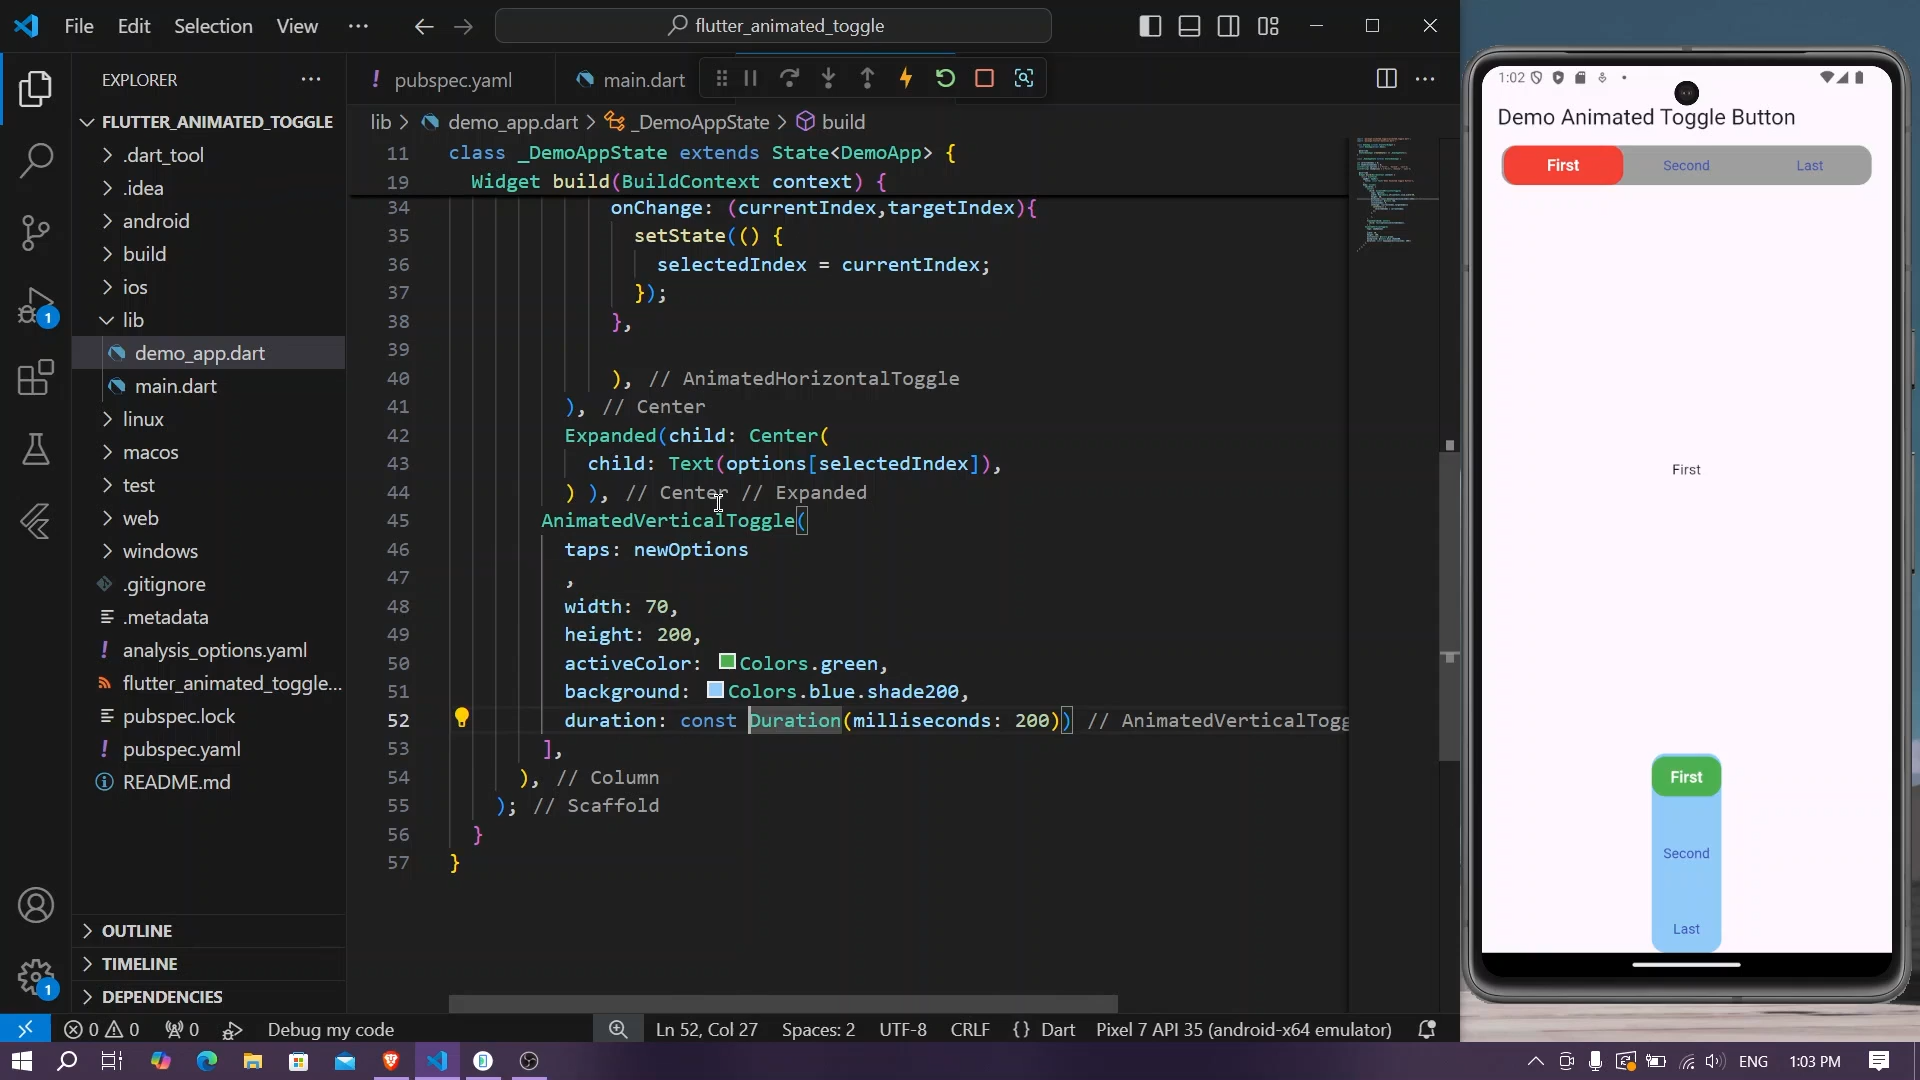 File Edit Selection View ··· flutter_animated_toggle
EXPLORER ···
FLUTTER_ANIMATED_TOGGLE
.dart_tool
.idea
android
build
ios
lib
demo_app.dart
main.dart
linux
macos
test
web
windows
.gitignore
.metadata
analysis_options.yaml
flutter_animated_toggle...
pubspec.lock
pubspec.yaml
README.md
OUTLINE
TIMELINE
DEPENDENCIES
1
1
! pubspec.yaml main.dart
lib > demo_app.dart > _DemoAppState > build
11 class _DemoAppState extends State<DemoApp> {
19 Widget build(BuildContext context) {
34 onChange: (currentIndex,targetIndex){
35 setState(() {
36 selectedIndex = currentIndex;
37 });
38 },
39
40 ), // AnimatedHorizontalToggle
41 ), // Center
42 Expanded(child: Center(
43 child: Text(options[selectedIndex]),
44 ) ), // Center // Expanded
45 AnimatedVerticalToggle(
46 taps: newOptions
47 ,
48 width: 70,
49 height: 200,
50 activeColor: Colors.green,
51 background: Colors.blue.shade200,
52 duration: const Duration(milliseconds: 200)) // AnimatedVerticalTogg
53 ],
54 ), // Column
55 ); // Scaffold
56 }
57 }
0 0 0 Debug my code Ln 52, Col 27 Spaces: 2 UTF-8 CRLF {} Dart Pixel 7 API 35 (android-x64 emulator)
ENG 1:03 PM
1:02
Demo Animated Toggle Button
First Second Last
First
First
Second
Last